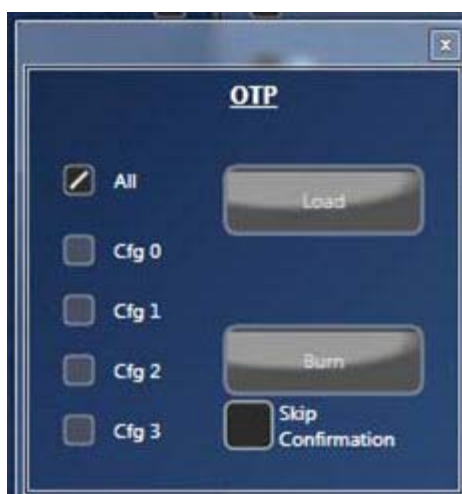 OTP
All
Load
Cfg 0
Cfg 1
Cfg 2
Burn
Cfg 3
Skip
Confirmation